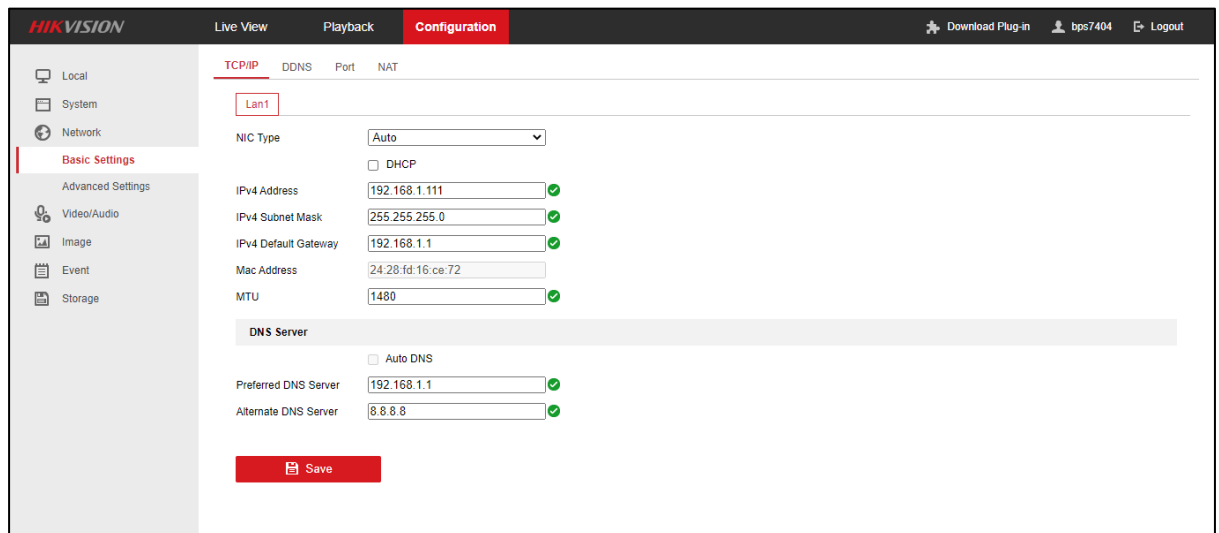 HIKVISION Live View Playback Configuration Download Plug-in bps7404 Logout
Local
System
Network
Basic Settings
Advanced Settings
Video/Audio
Image
Event
Storage
TCP/IP DDNS Port NAT
Lan1
NIC Type Auto
DHCP
IPv4 Address 192.168.1.111
IPv4 Subnet Mask 255.255.255.0
IPv4 Default Gateway 192.168.1.1
Mac Address 24:28:fd:16:ce:72
MTU 1480
DNS Server
Auto DNS
Preferred DNS Server 192.168.1.1
Alternate DNS Server 8.8.8.8
Save